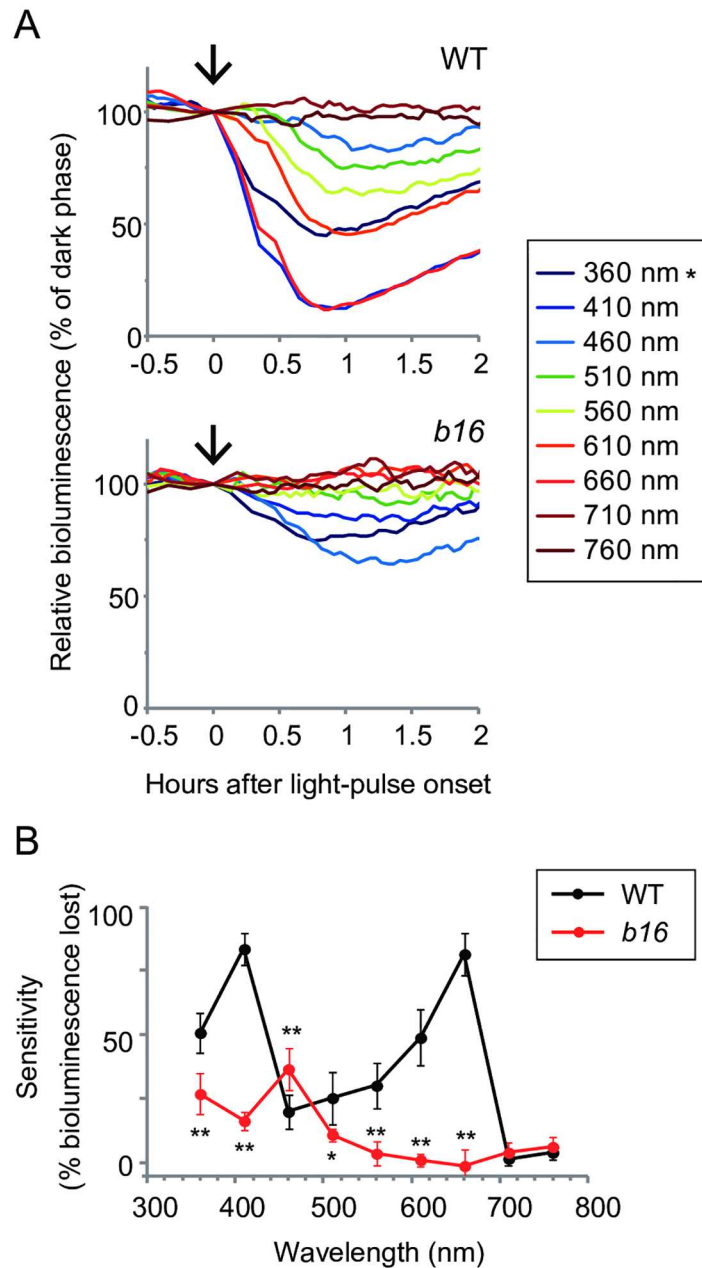 A
WT
Relative bioluminescence (% of dark phase)
100
50
0
-0.5 0 0.5 1 1.5 2
360 nm *
410 nm
460 nm
510 nm
560 nm
610 nm
660 nm
710 nm
760 nm
b16
100
50
0
-0.5 0 0.5 1 1.5 2
Hours after light-pulse onset
B
WT
b16
Sensitivity
(% bioluminescence lost)
100
50
0
**
**
**
*
**
**
**
300 400 500 600 700 800
Wavelength (nm)